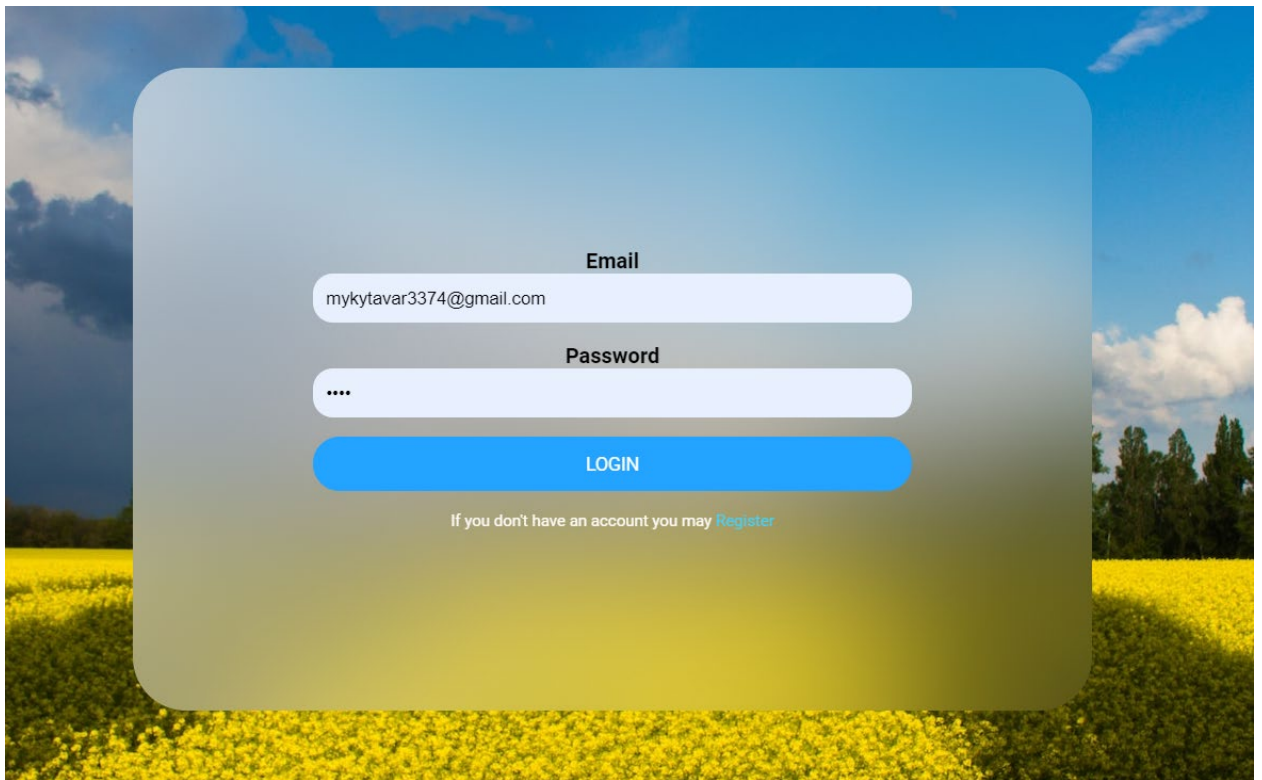 Email
mykytavar3374@gmail.com
Password
••••
LOGIN
If you don't have an account you may Register